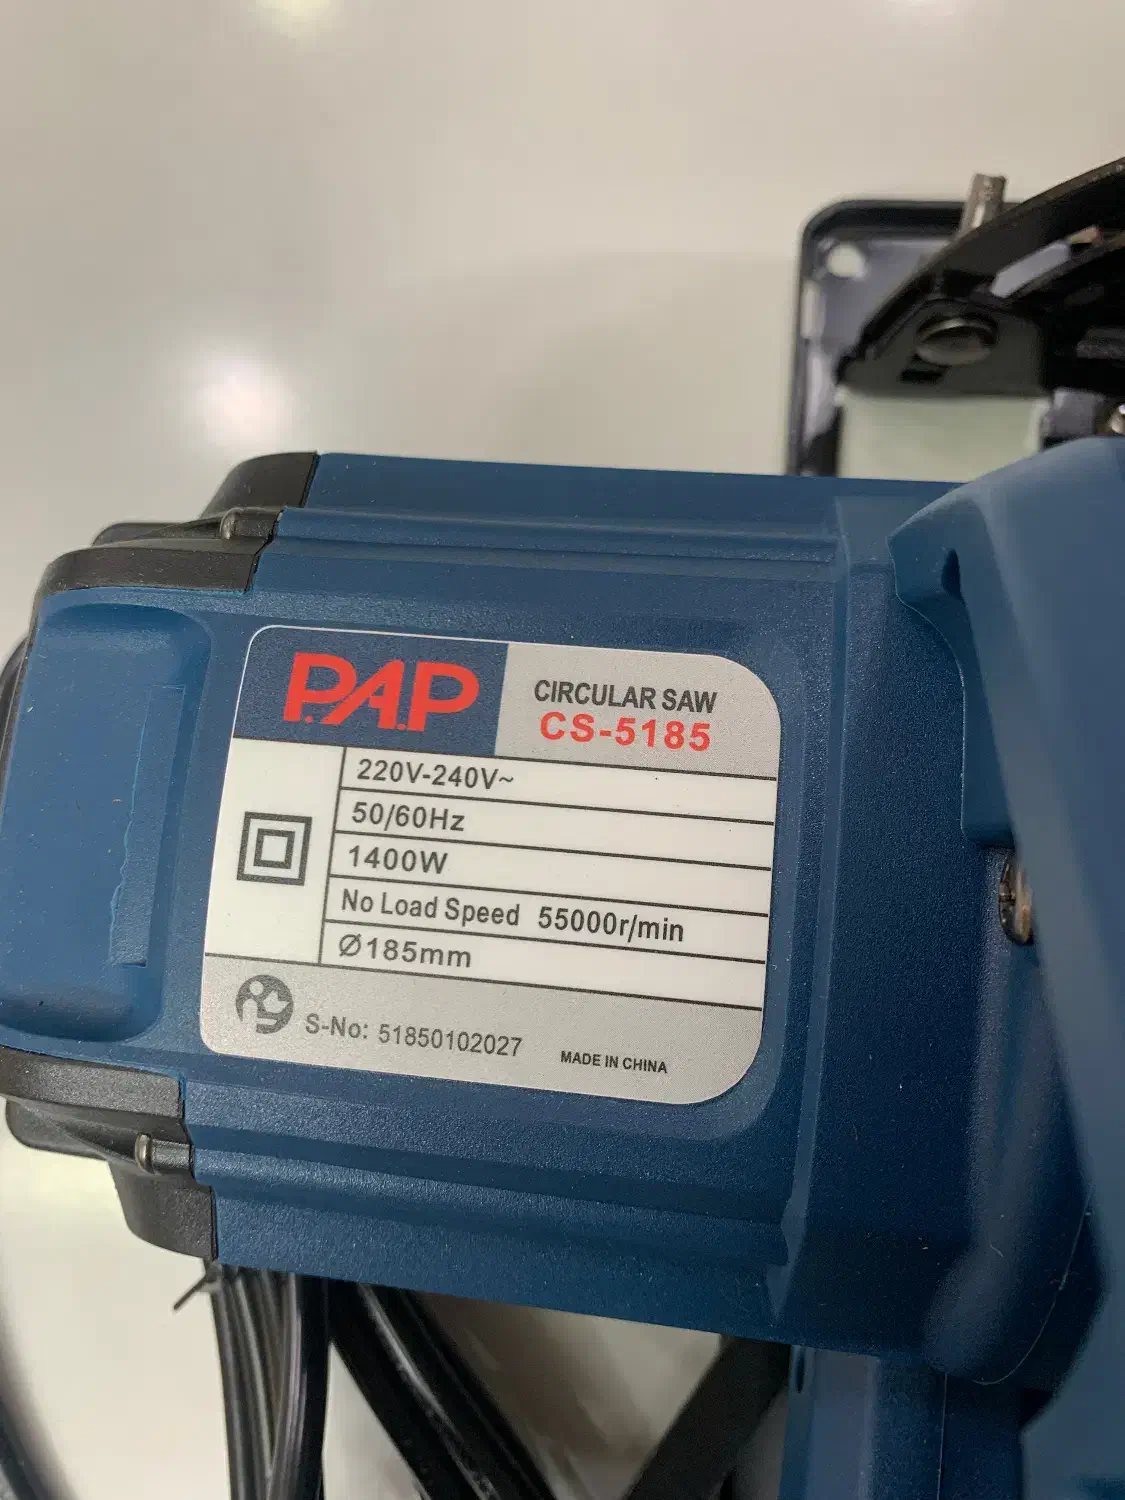 P.A.P
CIRCULAR SAW
CS-5185
220V-240V~
50/60Hz
1400W
No Load Speed 55000r/min
Ø185mm
S-No: 51850102027
MADE IN CHINA